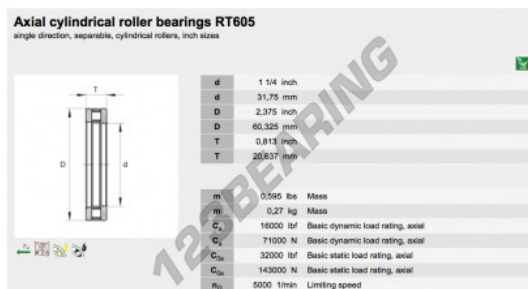 Axial cylindrical roller bearings RT605
single direction, separable, cylindrical rollers, inch sizes
T
D
d
d 1 1/4 inch
d 31,75 mm
D 2,375 inch
D 60,325 mm
T 0,813 inch
T 20,637 mm
m 0,595 lbs Mass
m 0,27 kg Mass
Ca 16000 lbf Basic dynamic load rating, axial
Ca 71000 N Basic dynamic load rating, axial
C0a 32000 lbf Basic static load rating, axial
C0a 143000 N Basic static load rating, axial
nG 5000 1/min Limiting speed
123BEARING